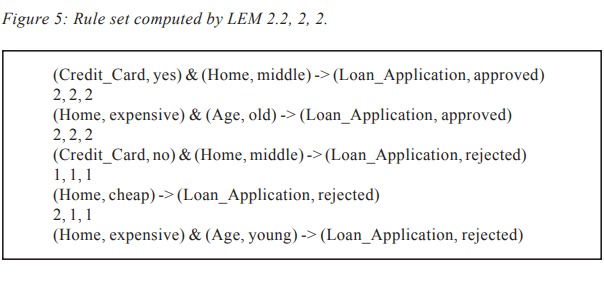 Figure 5: Rule set computed by LEM 2.2, 2, 2.
(Credit_Card, yes) & (Home, middle) -> (Loan_Application, approved)
2, 2, 2
(Home, expensive) & (Age, old) -> (Loan_Application, approved)
2, 2, 2
(Credit_Card, no) & (Home, middle) -> (Loan_Application, rejected)
1, 1, 1
(Home, cheap) -> (Loan_Application, rejected)
2, 1, 1
(Home, expensive) & (Age, young) -> (Loan_Application, rejected)